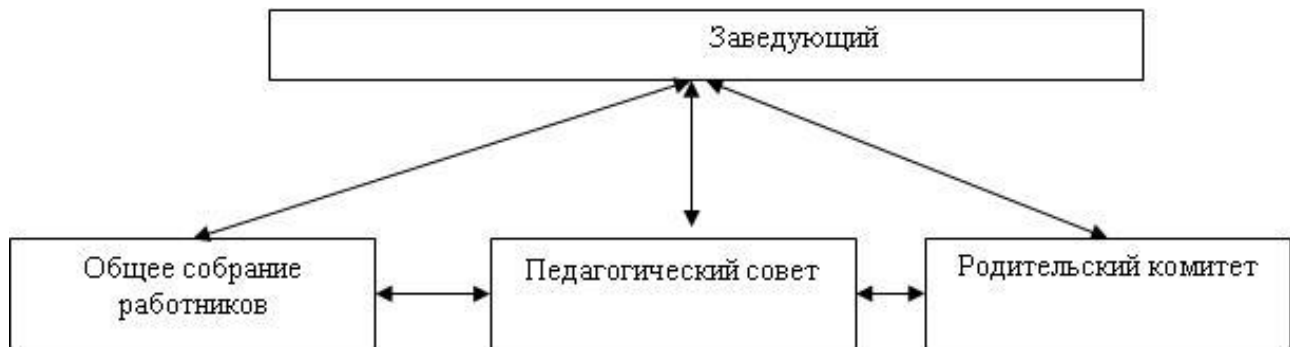 Заведующий
Общее собрание
работников
Педагогический совет
Родительский комитет